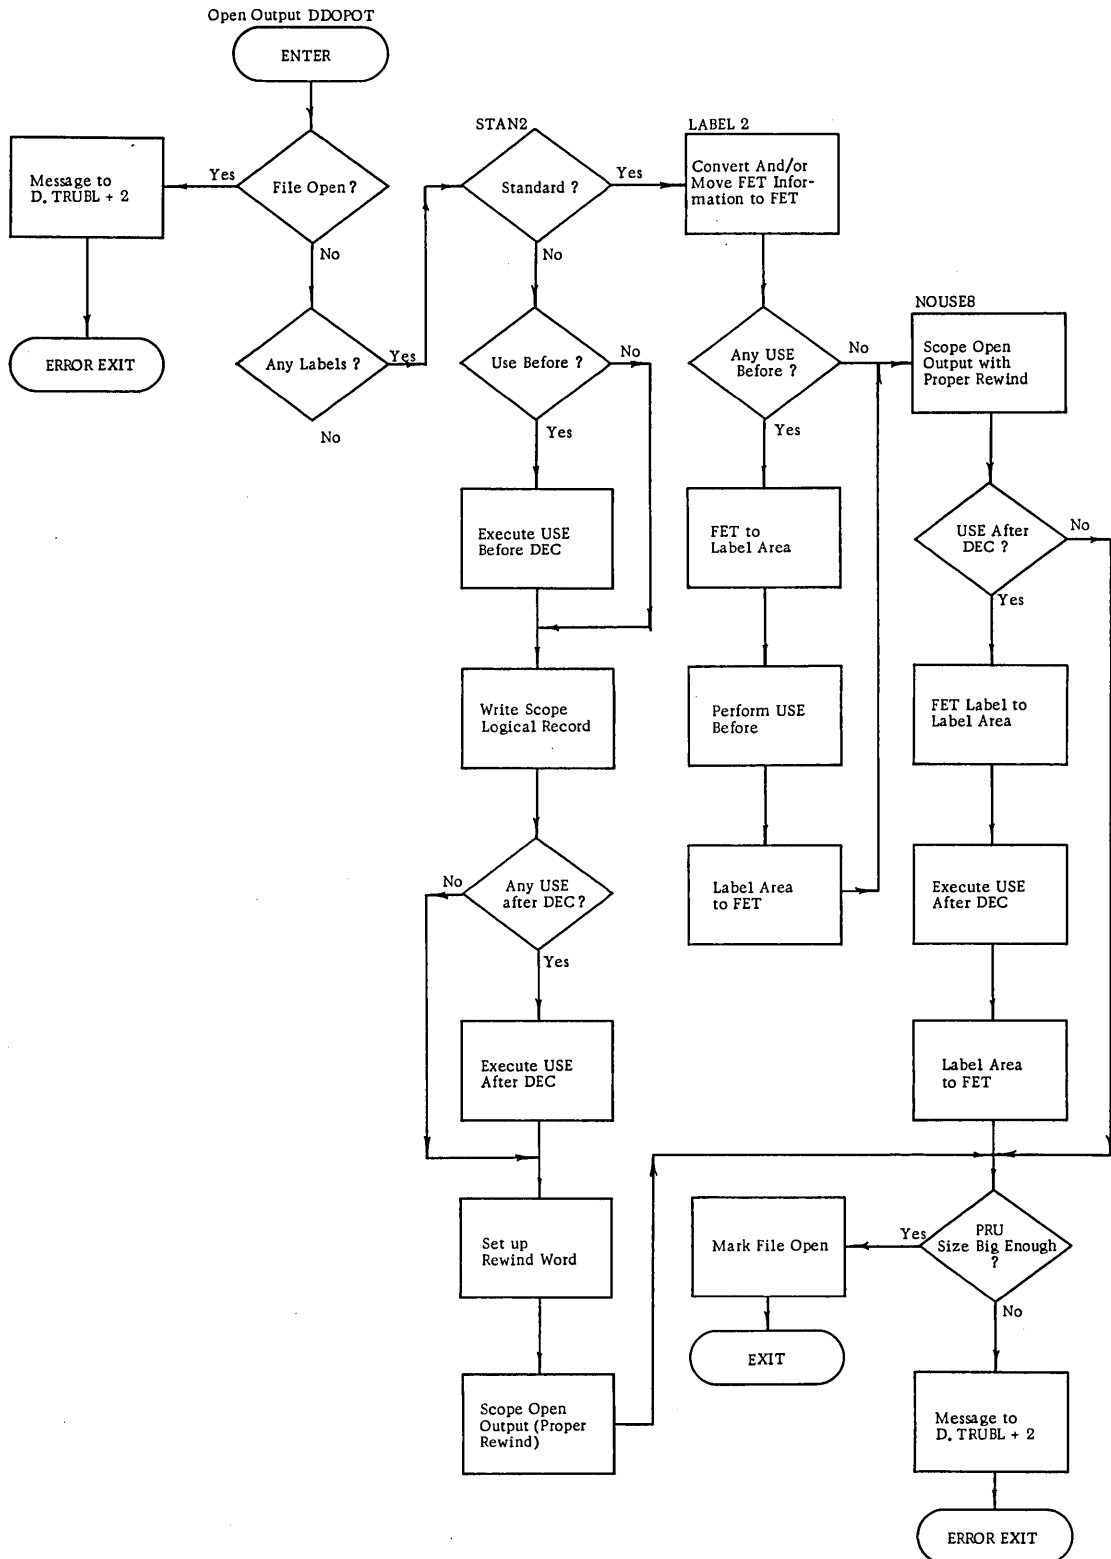 Open Output DDOPOT
ENTER
File Open ?
Yes
No
Message to
D. TRUBL + 2
ERROR EXIT
Any Labels ?
Yes
No
STAN2
Standard ?
Yes
No
Use Before ?
No
Yes
Execute USE
Before DEC
Write Scope
Logical Record
Any USE
after DEC ?
No
Yes
Execute USE
After DEC
Set up
Rewind Word
Scope Open
Output (Proper
Rewind)
LABEL 2
Convert And/or
Move FET Infor-
mation to FET
Any USE
Before ?
No
Yes
FET to
Label Area
Perform USE
Before
Label Area
to FET
NOUSE8
Scope Open
Output with
Proper Rewind
USE After
DEC ?
No
Yes
FET Label to
Label Area
Execute USE
After DEC
Label Area
to FET
PRU
Size Big Enough
?
Yes
No
Mark File Open
EXIT
Message to
D. TRUBL + 2
ERROR EXIT